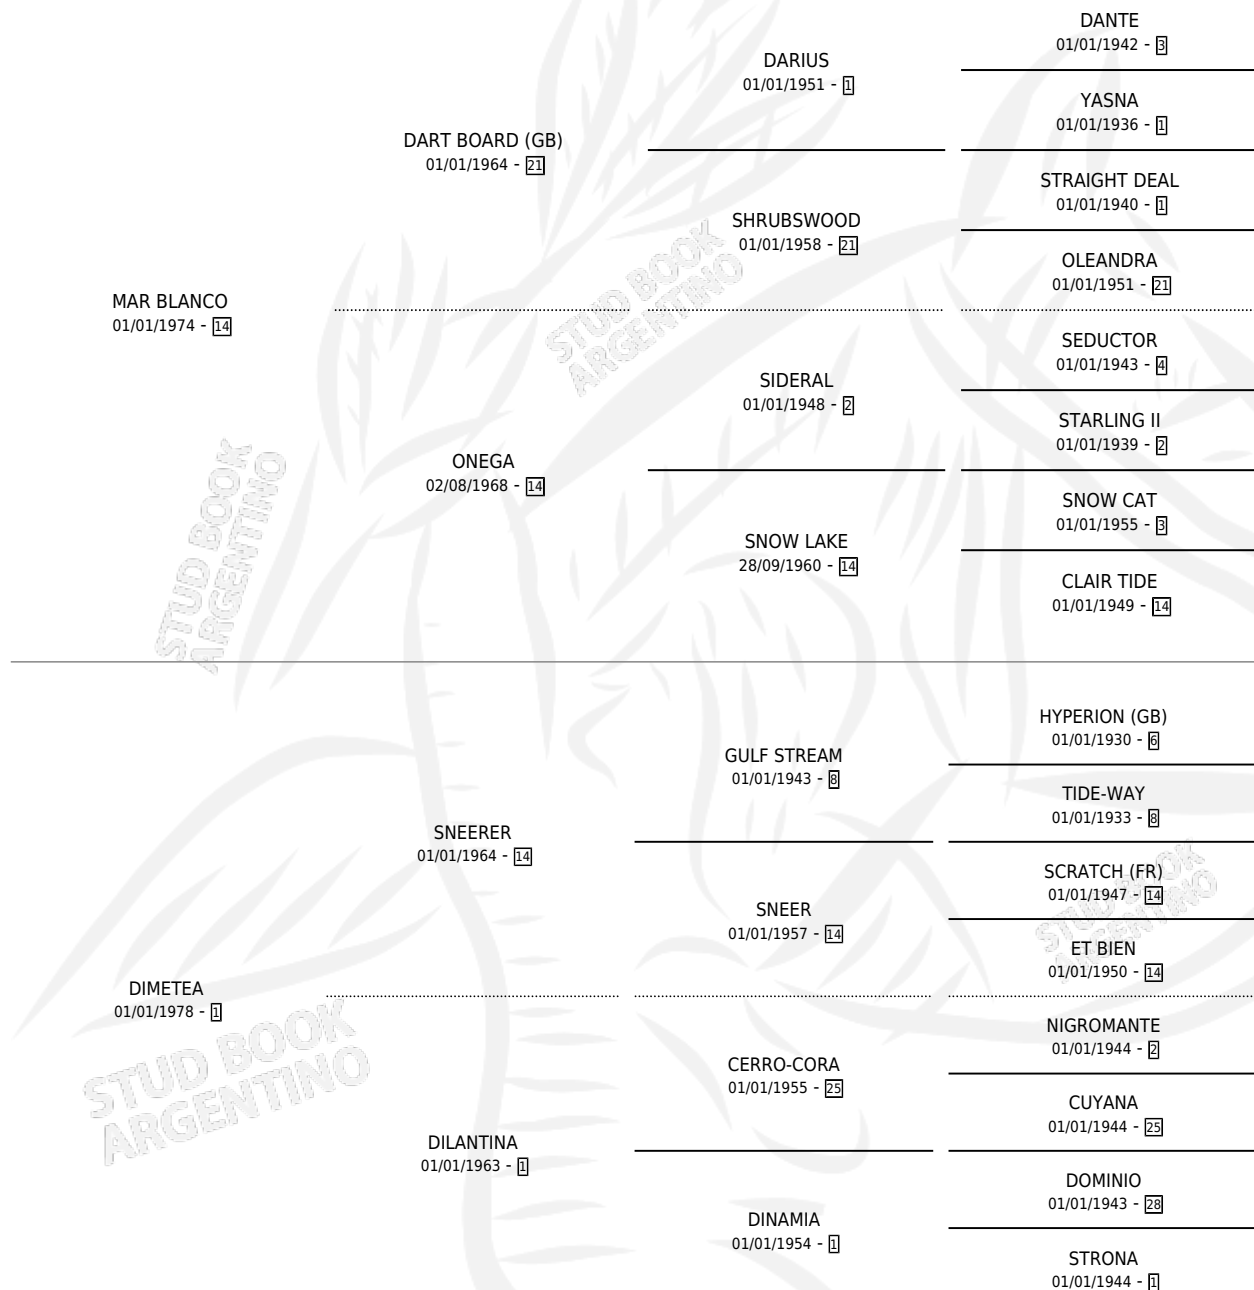 DANTE
01/01/1942 - 3
DARIUS
01/01/1951 - 1
YASNA
01/01/1936 - 1
DART BOARD (GB)
01/01/1964 - 21
STRAIGHT DEAL
01/01/1940 - 1
SHRUBSWOOD
01/01/1958 - 21
OLEANDRA
01/01/1951 - 21
MAR BLANCO
01/01/1974 - 14
SEDUCTOR
01/01/1943 - 4
SIDERAL
01/01/1948 - 2
STARLING II
01/01/1939 - 2
ONEGA
02/08/1968 - 14
SNOW CAT
01/01/1955 - 3
SNOW LAKE
28/09/1960 - 14
CLAIR TIDE
01/01/1949 - 14
HYPERION (GB)
01/01/1930 - 6
GULF STREAM
01/01/1943 - 8
TIDE-WAY
01/01/1933 - 8
SNEERER
01/01/1964 - 14
SCRATCH (FR)
01/01/1947 - 14
SNEER
01/01/1957 - 14
ET BIEN
01/01/1950 - 14
DIMETEA
01/01/1978 - 1
NIGROMANTE
01/01/1944 - 2
CERRO-CORA
01/01/1955 - 25
CUYANA
01/01/1944 - 25
DILANTINA
01/01/1963 - 1
DOMINIO
01/01/1943 - 28
DINAMIA
01/01/1954 - 1
STRONA
01/01/1944 - 1
STUD BOOK
ARGENTINO
STUD BOOK
ARGENTINO
STUD BOOK
ARGENTINO
STUD BOOK
ARGENTINO